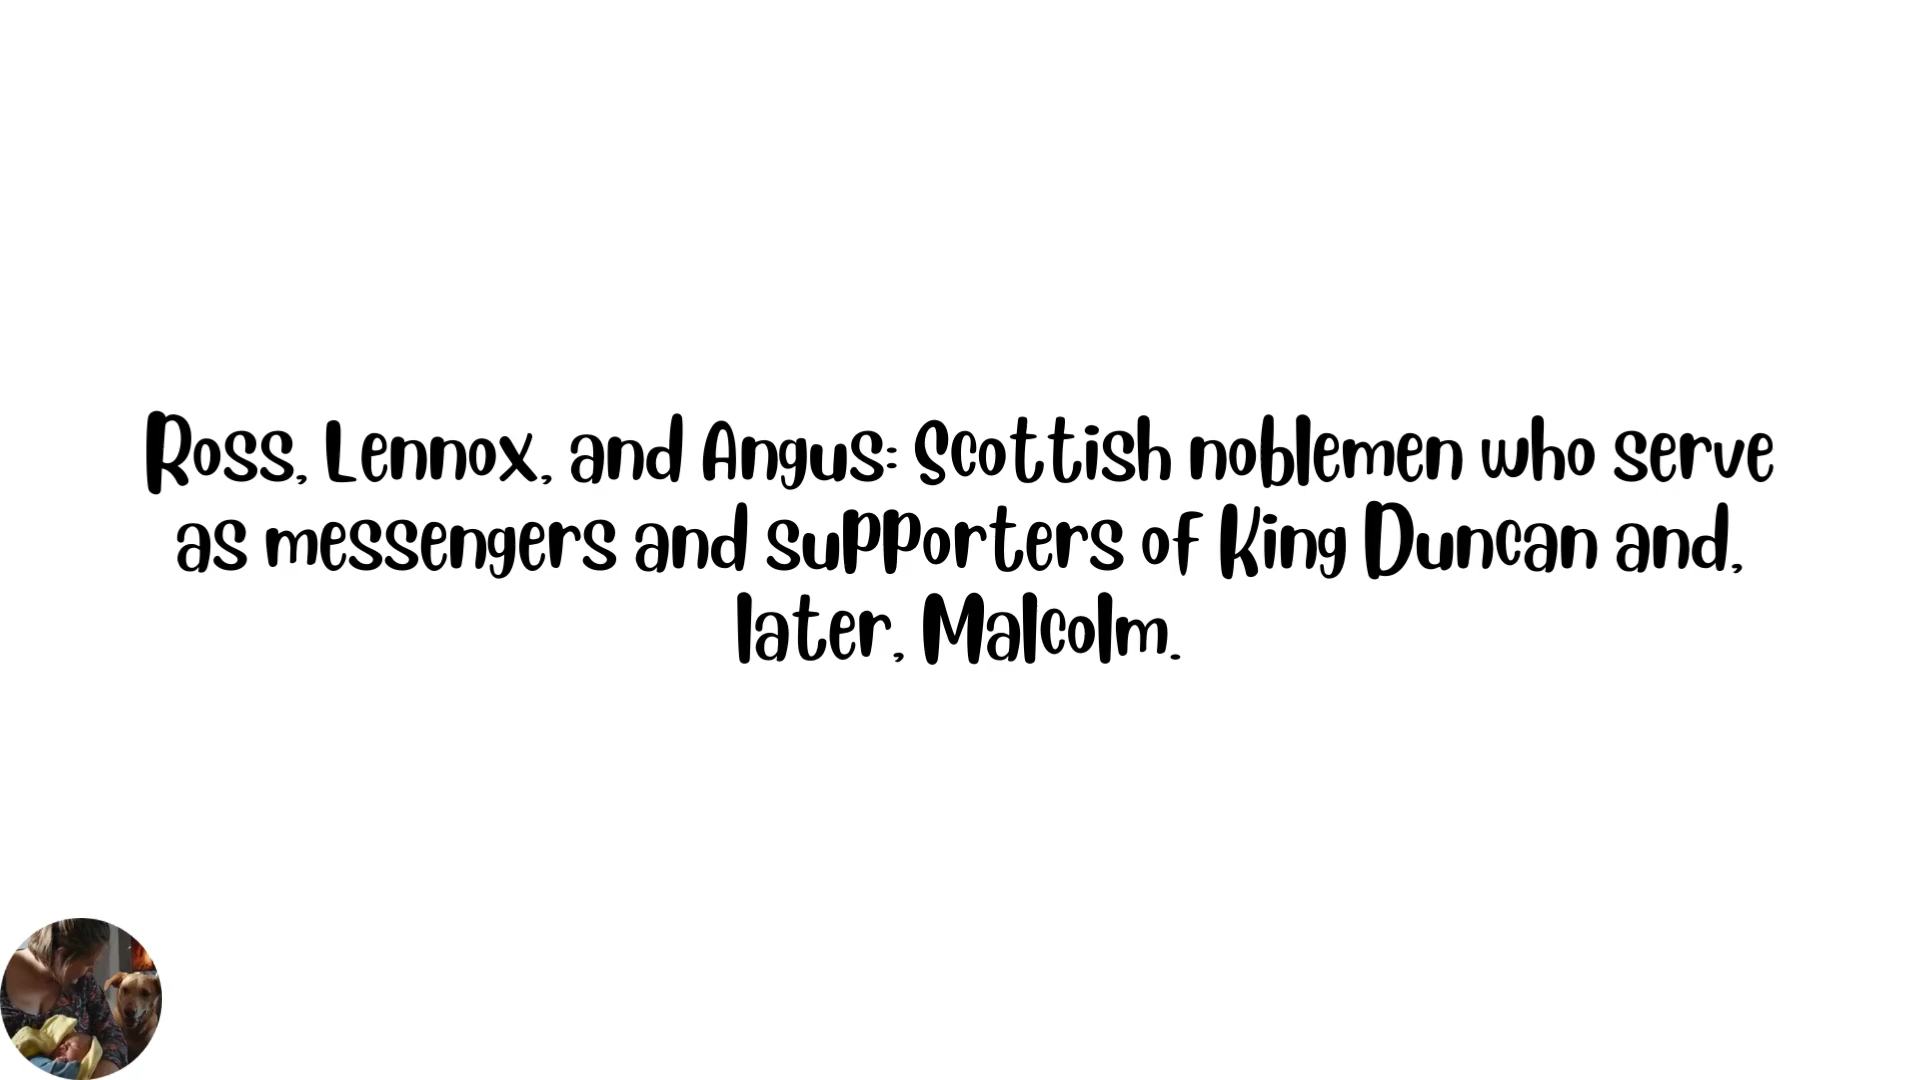 Ross, Lennox, and Angus: Scottish noblemen who serve
as messengers and supporters of King Duncan and,
later, Malcolm.